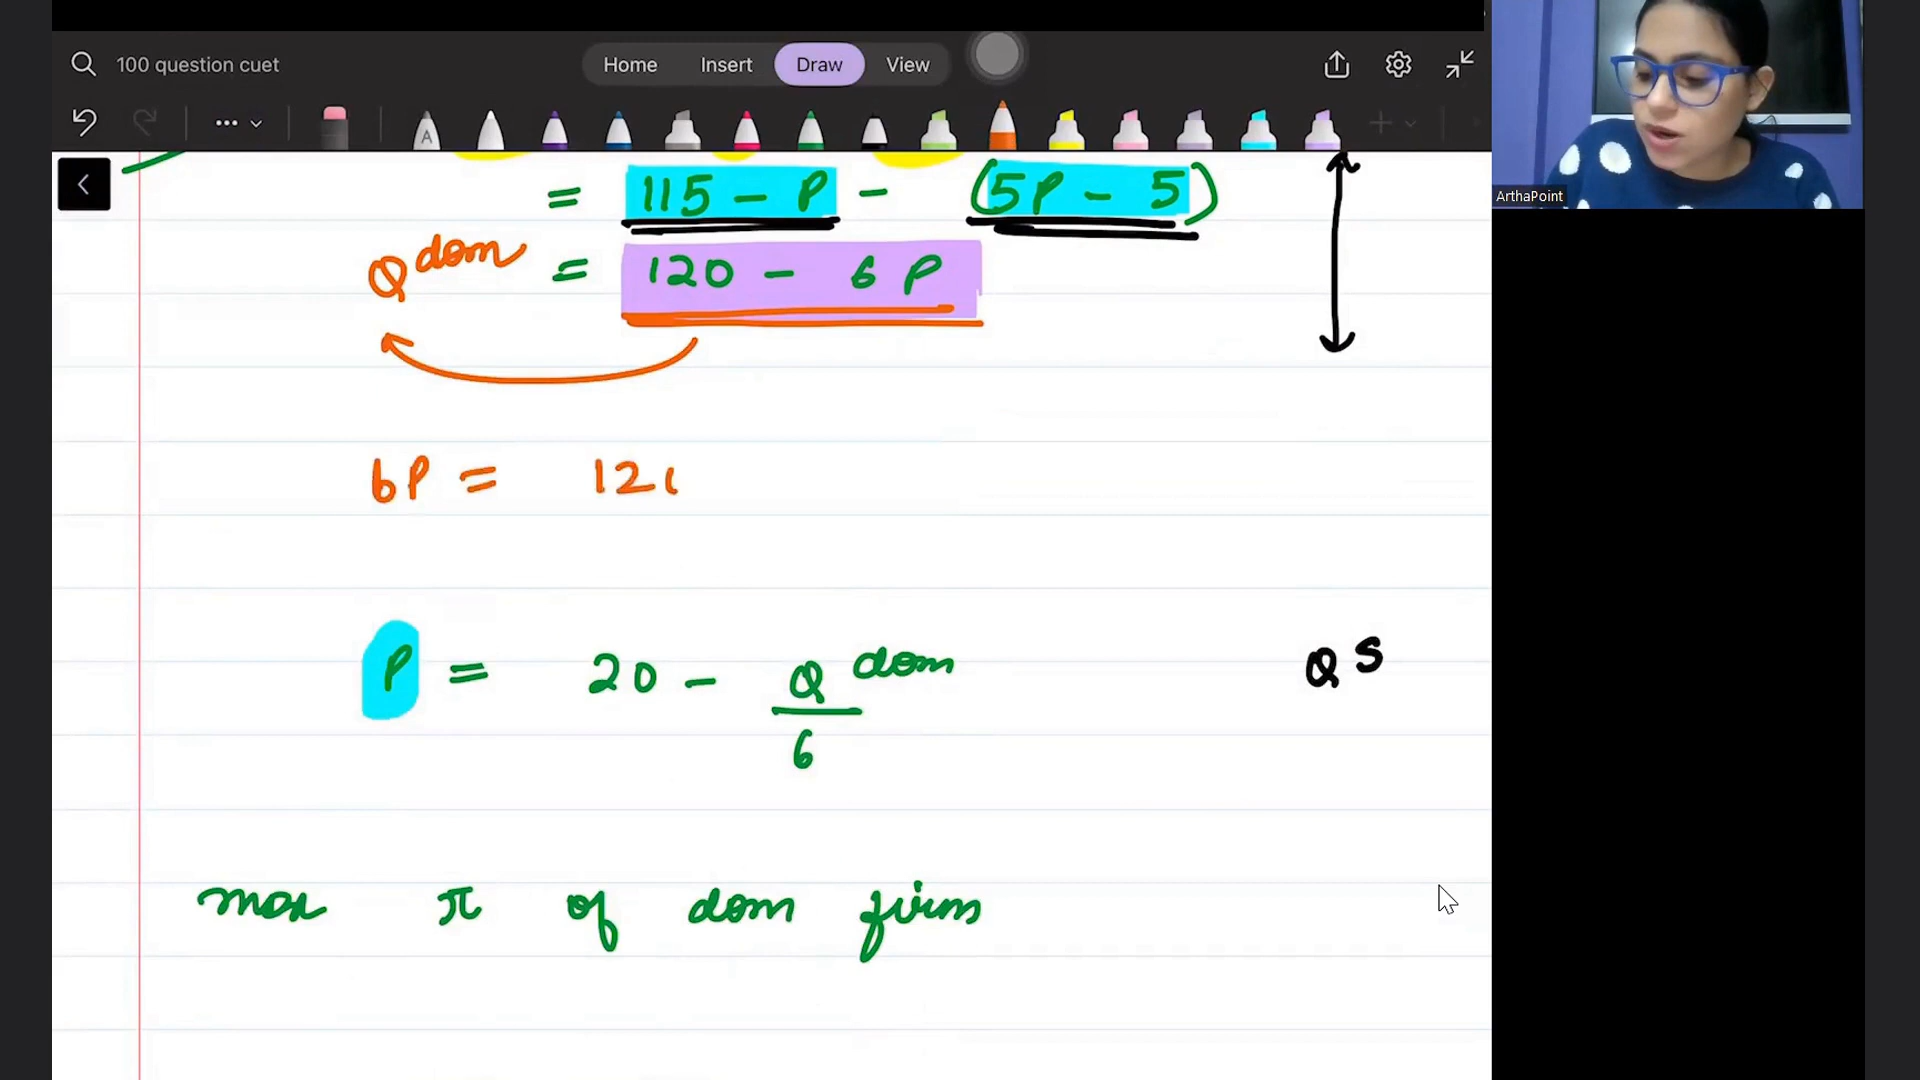 100 question cuet
Home Insert Draw View
A
ArthaPoint
= 115 - P - (5P - 5)
Q dom = 120 - 6P
6P = 12
P = 20 - Q dom
6
QS
max π of dom firm